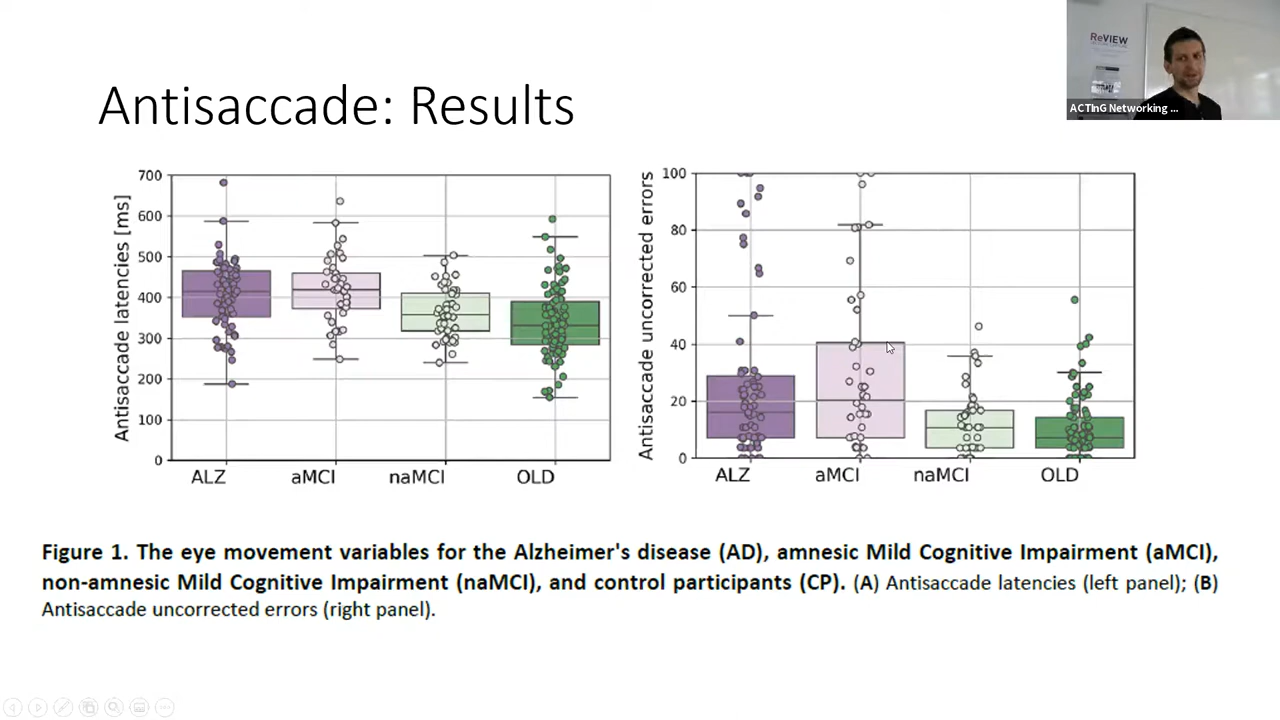 ReVIEW
ACTInG Networking ...
Antisaccade: Results
Antisaccade latencies [ms]
700
600
500
400
300
200
100
0
ALZ aMCI naMCI OLD
Antisaccade uncorrected errors
100
80
60
40
20
0
ALZ aMCI naMCI OLD
Figure 1. The eye movement variables for the Alzheimer's disease (AD), amnesic Mild Cognitive Impairment (aMCI),
non-amnesic Mild Cognitive Impairment (naMCI), and control participants (CP). (A) Antisaccade latencies (left panel); (B)
Antisaccade uncorrected errors (right panel).